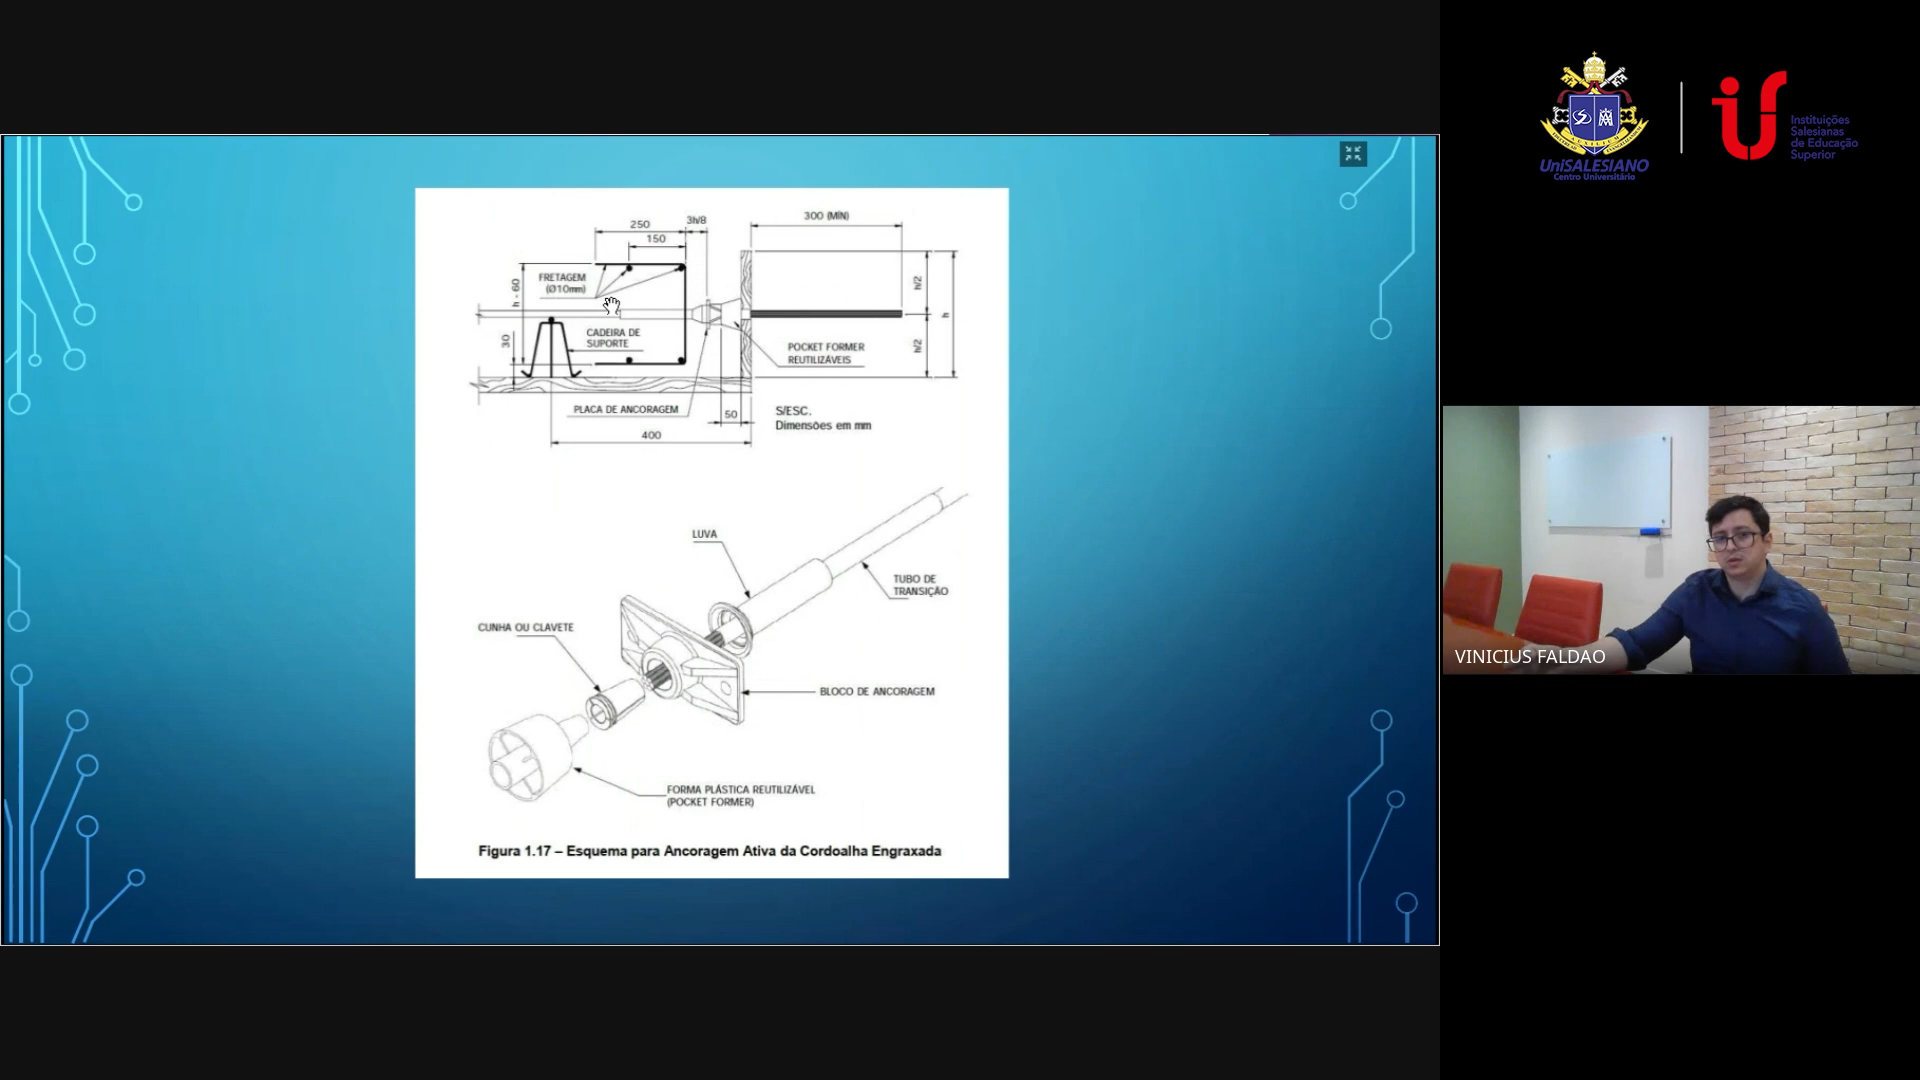 250
3h/8
300 (MÍN)
150
FRETAGEM
(Ø10mm)
h - 60
h/2
h
CADEIRA DE
SUPORTE
30
POCKET FORMER
REUTILIZÁVEIS
h/2
PLACA DE ANCORAGEM
50
S/ESC.
Dimensões em mm
400
LUVA
TUBO DE
TRANSIÇÃO
CUNHA OU CLAVETE
BLOCO DE ANCORAGEM
FORMA PLÁSTICA REUTILIZÁVEL
(POCKET FORMER)
Figura 1.17 – Esquema para Ancoragem Ativa da Cordoalha Engraxada
UniSALESIANO
Centro Universitário
Instituições
Salesianas
de Educação
Superior
VINICIUS FALDAO